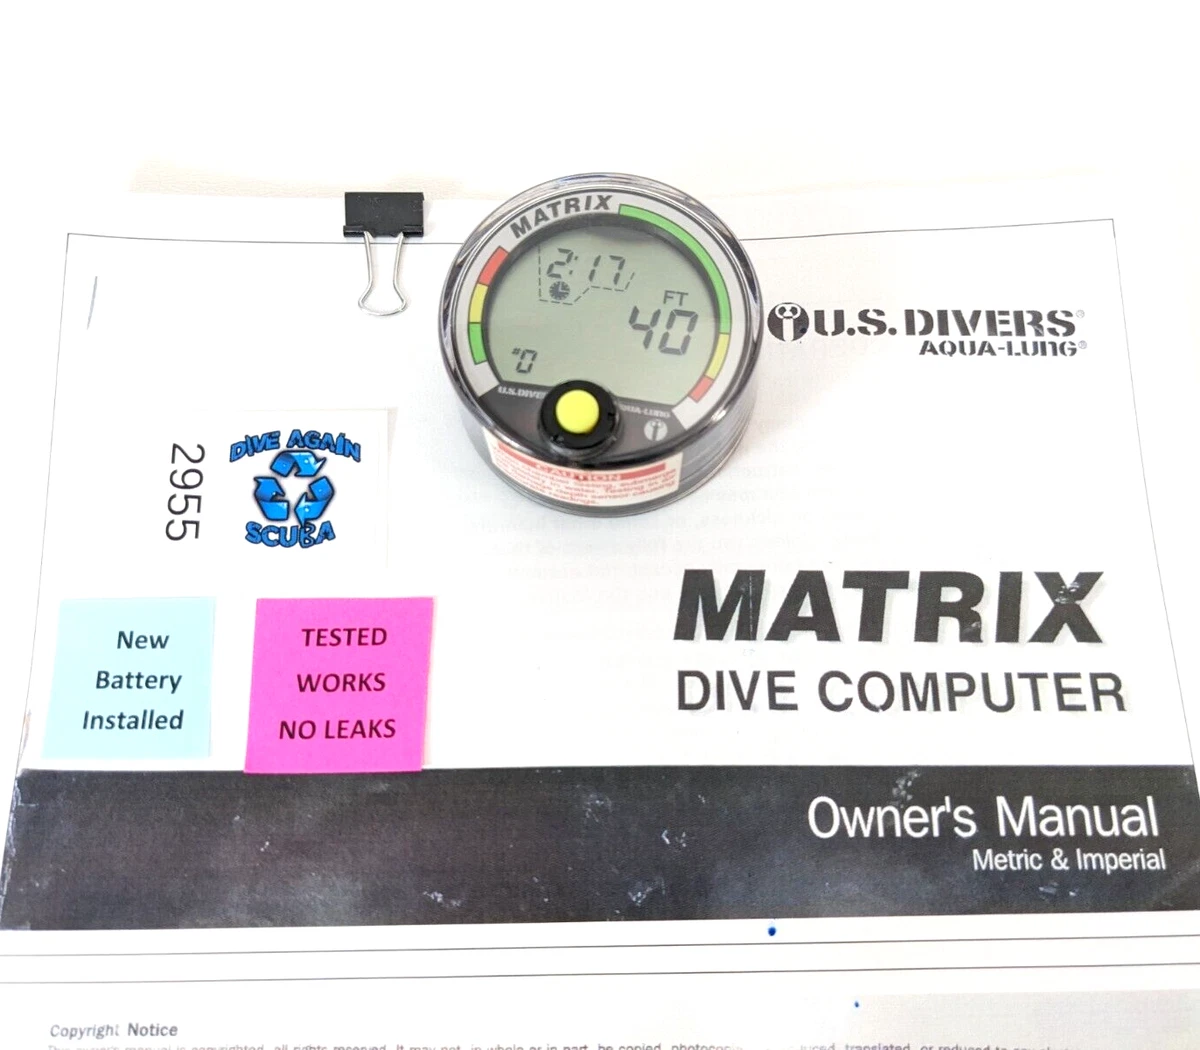 MATRIX
2:17
FT
40
#0
U.S.DIVERS
AQUA-LUNG
CAUTION
U.S. DIVERS®
AQUA-LUNG®
2955
DIVE AGAIN
SCUBA
MATRIX
DIVE COMPUTER
New
Battery
Installed
TESTED
WORKS
NO LEAKS
Owner's Manual
Metric & Imperial
Copyright Notice